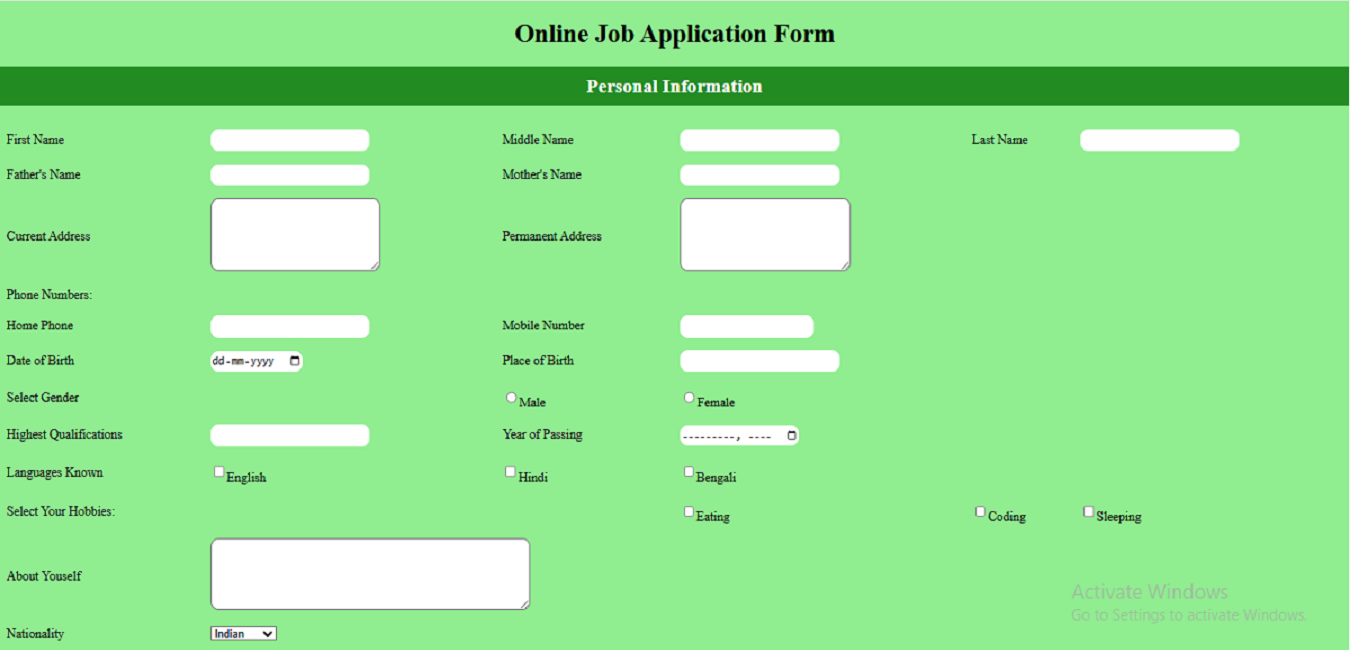 Online Job Application Form
Personal Information
First Name Middle Name Last Name
Father's Name Mother's Name
Current Address Permanent Address
Phone Numbers:
Home Phone Mobile Number
Date of Birth dd-mm-yyyy Place of Birth
Select Gender Male Female
Highest Qualifications Year of Passing ---------, ----
Languages Known English Hindi Bengali
Select Your Hobbies: Eating Coding Sleeping
About Youself
Activate Windows
Go to Settings to activate Windows.
Nationality Indian